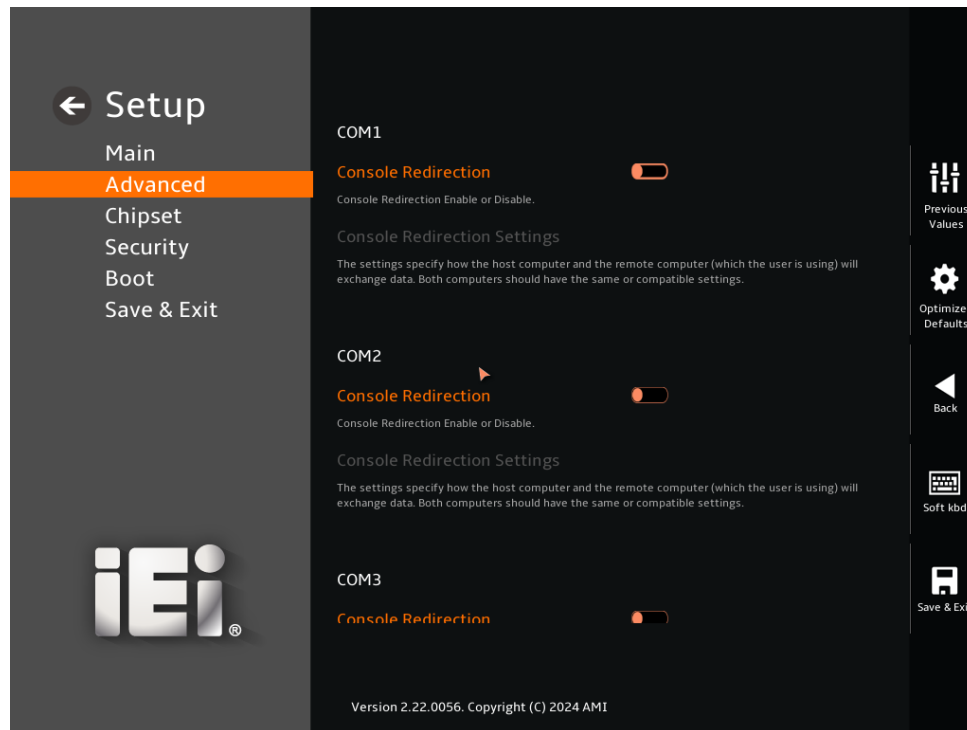 Setup
Main
Advanced
Chipset
Security
Boot
Save & Exit
iEi
®
COM1
Console Redirection
Console Redirection Enable or Disable.
Console Redirection Settings
The settings specify how the host computer and the remote computer (which the user is using) will
exchange data. Both computers should have the same or compatible settings.
COM2
Console Redirection
Console Redirection Enable or Disable.
Console Redirection Settings
The settings specify how the host computer and the remote computer (which the user is using) will
exchange data. Both computers should have the same or compatible settings.
COM3
Console Redirection
Version 2.22.0056. Copyright (C) 2024 AMI
Previous
Values
Optimize
Defaults
Back
Soft kbd
Save & Exi